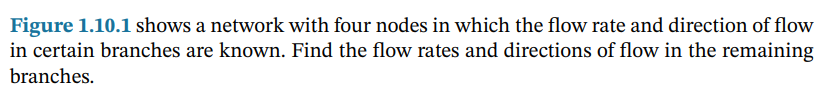 Figure 1.10.1 shows a network with four nodes in which the flow rate and direction of flow
in certain branches are known. Find the flow rates and directions of flow in the remaining
branches.